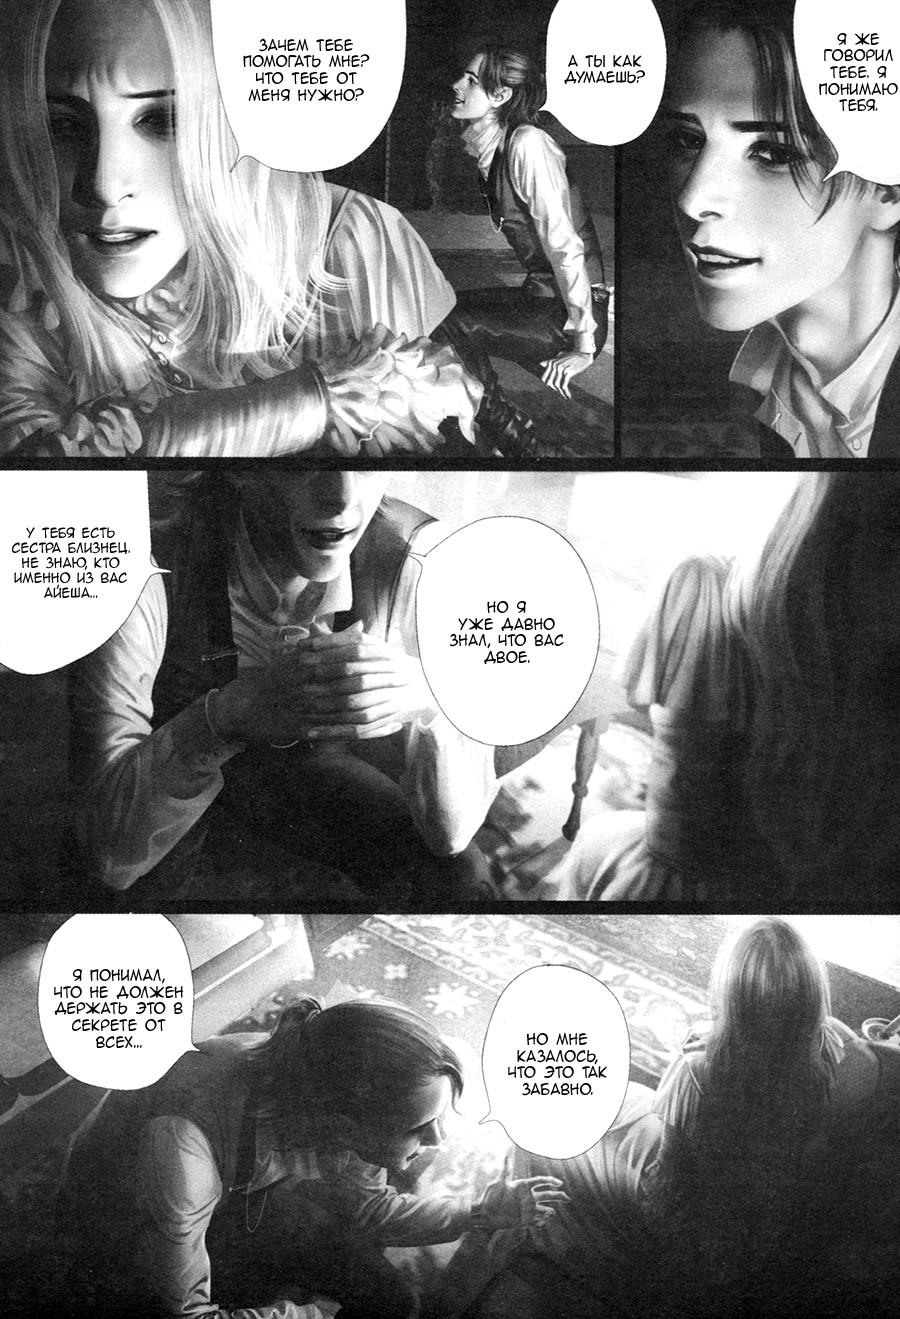 ЗАЧЕМ ТЕБЕ
ПОМОГАТЬ МНЕ?
ЧТО ТЕБЕ ОТ
МЕНЯ НУЖНО?
А ТЫ КАК
ДУМАЕШЬ?
Я ЖЕ
ГОВОРИЛ
ТЕБЕ. Я
ПОНИМАЮ
ТЕБЯ.
У ТЕБЯ ЕСТЬ
СЕСТРА БЛИЗНЕЦ.
НЕ ЗНАЮ, КТО
ИМЕННО ИЗ ВАС
АЙЕША...
НО Я
УЖЕ ДАВНО
ЗНАЛ, ЧТО ВАС
ДВОЕ.
Я ПОНИМАЛ,
ЧТО НЕ ДОЛЖЕН
ДЕРЖАТЬ ЭТО В
СЕКРЕТЕ ОТ
ВСЕХ...
НО МНЕ
КАЗАЛОСЬ,
ЧТО ЭТО ТАК
ЗАБАВНО.